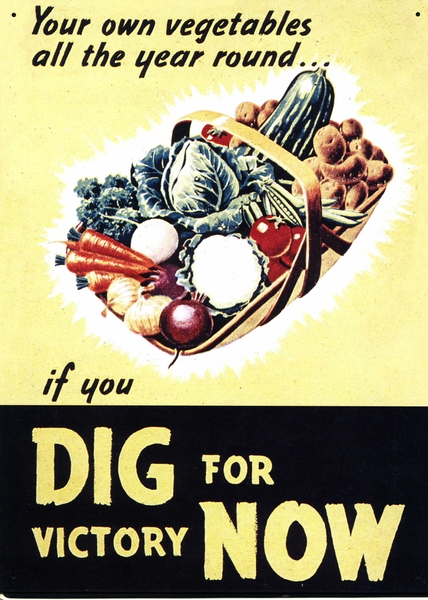 Your own vegetables
all the year round...
if you
DIG FOR
VICTORY NOW